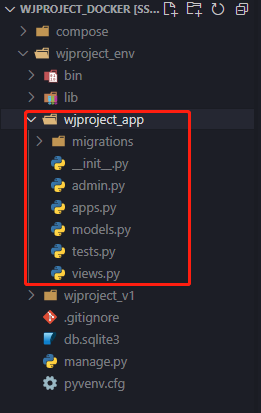 WJPROJECT_DOCKER [SS...
compose
wjproject_env
bin
lib
wjproject_app
migrations
__init__.py
admin.py
apps.py
models.py
tests.py
views.py
wjproject_v1
.gitignore
db.sqlite3
manage.py
pyvenv.cfg